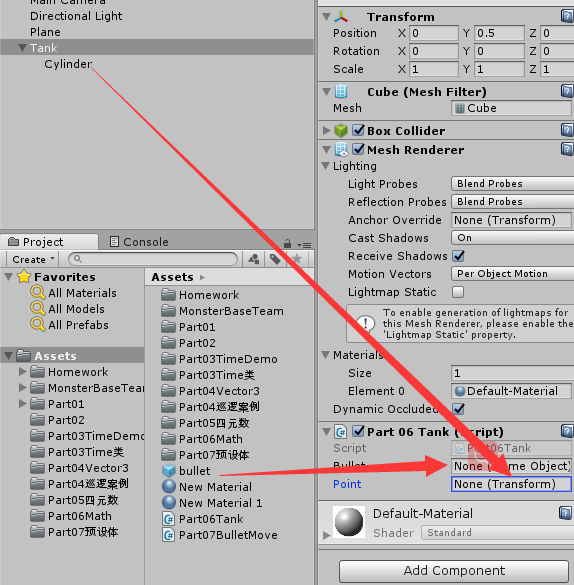 Main Camera
Directional Light
Plane
Tank
Cylinder
Project
Console
Create
Favorites
All Materials
All Models
All Prefabs
Assets
Homework
MonsterBaseTeam
Part01
Part02
Part03TimeDemo
Part03Time类
Part04Vector3
Part04巡逻案例
Part05四元数
Part06Math
Part07预设体
Assets
Homework
MonsterBaseTeam
Part01
Part02
Part03TimeDemo
Part03Time类
Part04Vector3
Part04巡逻案例
Part05四元数
Part06Math
Part07预设体
bullet
New Material
New Material 1
Part06Tank
Part07BulletMove
Transform
Position X 0 Y 0.5 Z 0
Rotation X 0 Y 0 Z 0
Scale X 1 Y 1 Z 1
Cube (Mesh Filter)
Mesh Cube
Box Collider
Mesh Renderer
Lighting
Light Probes Blend Probes
Reflection Probes Blend Probes
Anchor Override None (Transform)
Cast Shadows On
Receive Shadows
Motion Vectors Per Object Motion
Lightmap Static
To enable generation of lightmaps for
this Mesh Renderer, please enable the
'Lightmap Static' property.
Materials
Size 1
Element 0 Default-Material
Dynamic Occluded
Part 06 Tank (Script)
Script Part06Tank
Bullet None (Game Object)
Point None (Transform)
Default-Material
Shader Standard
Add Component